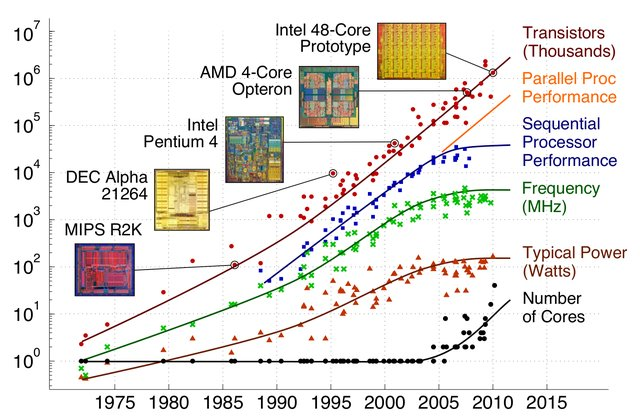 10^7
10^6
10^5
10^4
10^3
10^2
10^1
10^0
Intel 48-Core
Prototype
AMD 4-Core
Opteron
Intel
Pentium 4
DEC Alpha
21264
MIPS R2K
Transistors
(Thousands)
Parallel Proc
Performance
Sequential
Processor
Performance
Frequency
(MHz)
Typical Power
(Watts)
Number
of Cores
1975 1980 1985 1990 1995 2000 2005 2010 2015